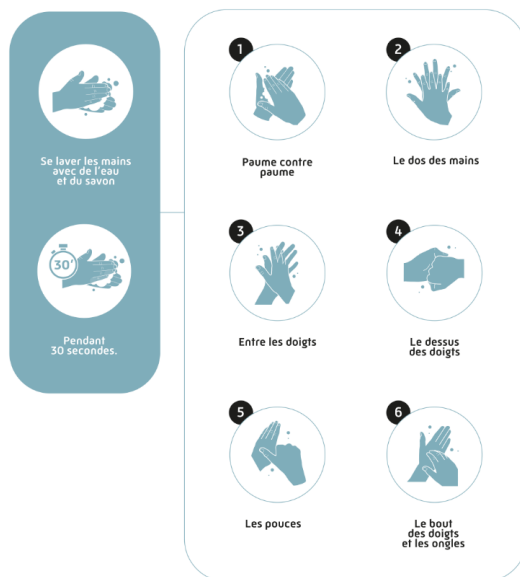 Se laver les mains
avec de l'eau
et du savon
30'
Pendant
30 secondes.
1
Paume contre
paume
2
Le dos des mains
3
Entre les doigts
4
Le dessus
des doigts
5
Les pouces
6
Le bout
des doigts
et les ongles